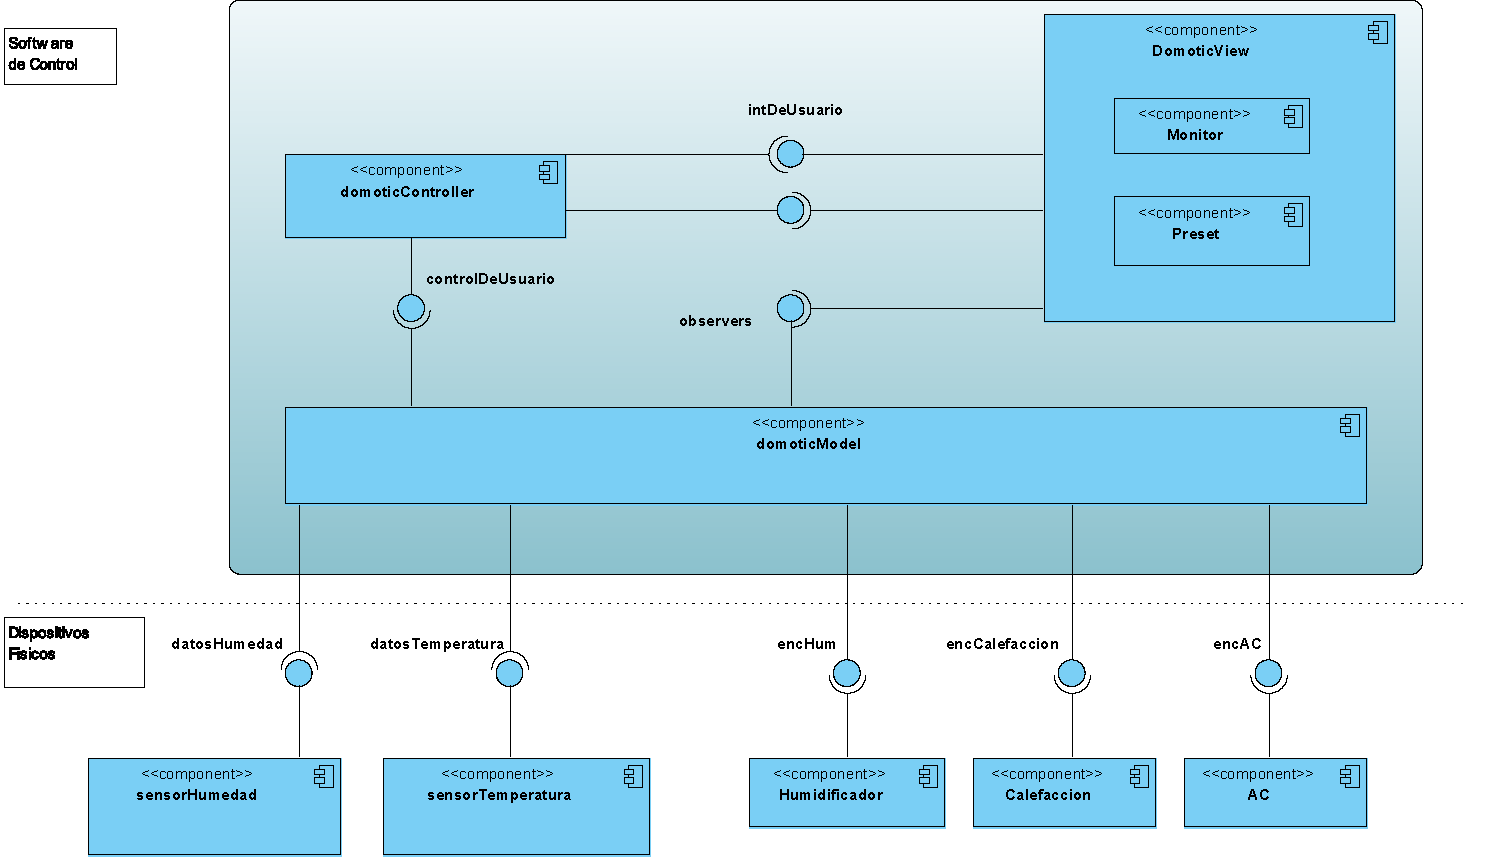 Software
de Control
<<component>>
DomoticView
<<component>>
Monitor
<<component>>
Preset
intDeUsuario
<<component>>
domoticController
controlDeUsuario
observers
<<component>>
domoticModel
Dispositivos
Fisicos
datosHumedad
datosTemperatura
encHum
encCalefaccion
encAC
<<component>>
sensorHumedad
<<component>>
sensorTemperatura
<<component>>
Humidificador
<<component>>
Calefaccion
<<component>>
AC